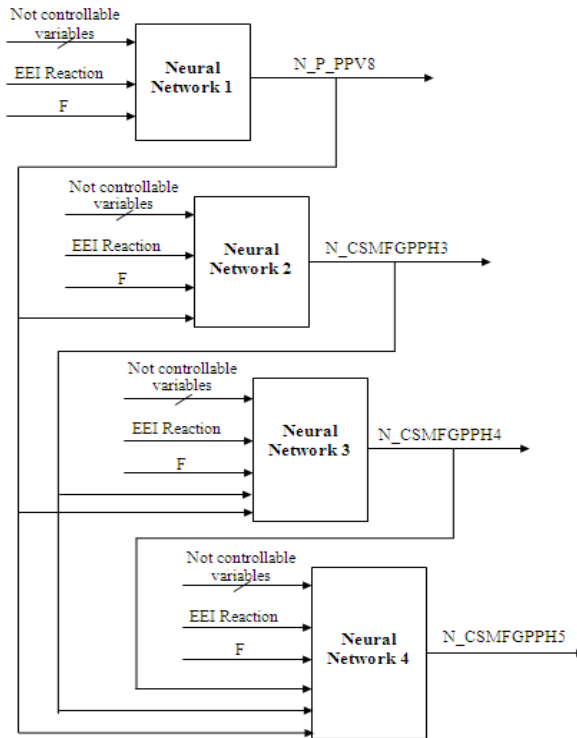 Not controllable
variables
EEI Reaction
F
Neural
Network 1
N_P_PPV8
Not controllable
variables
EEI Reaction
F
Neural
Network 2
N_CSMFGPPH3
Not controllable
variables
EEI Reaction
F
Neural
Network 3
N_CSMFGPPH4
Not controllable
variables
EEI Reaction
F
Neural
Network 4
N_CSMFGPPH5